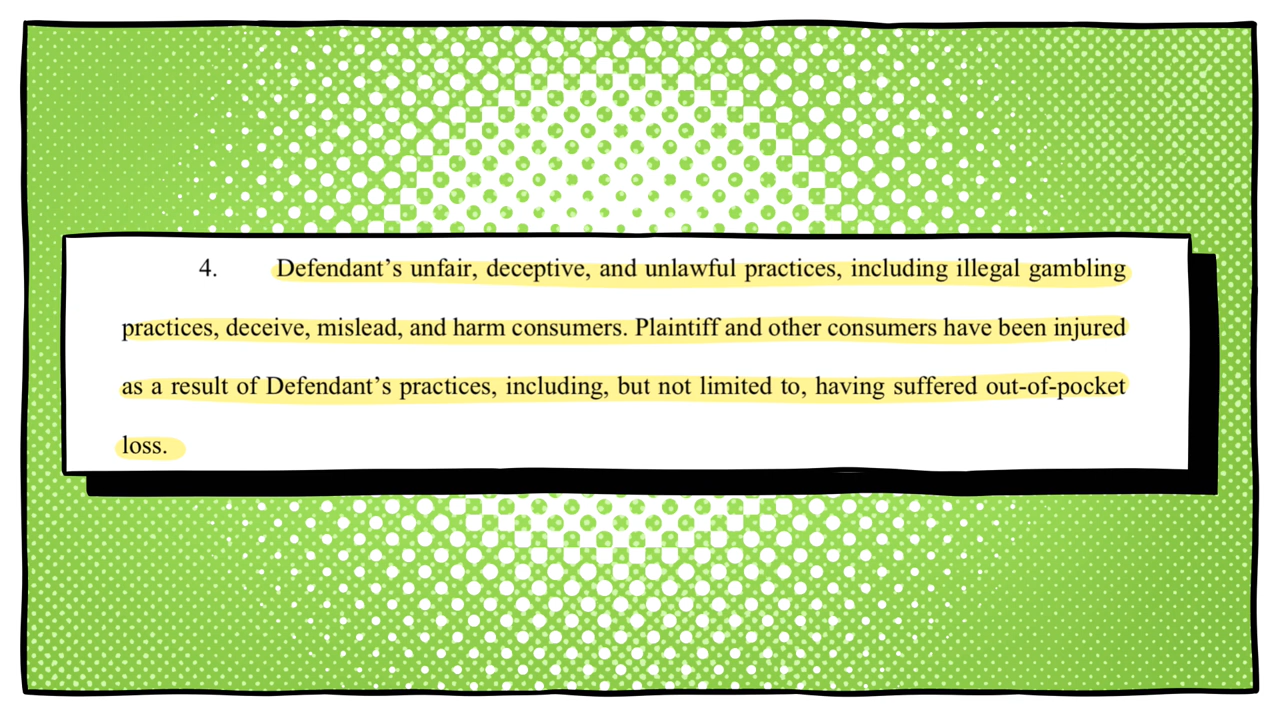 4. Defendant’s unfair, deceptive, and unlawful practices, including illegal gambling
practices, deceive, mislead, and harm consumers. Plaintiff and other consumers have been injured
as a result of Defendant’s practices, including, but not limited to, having suffered out-of-pocket
loss.